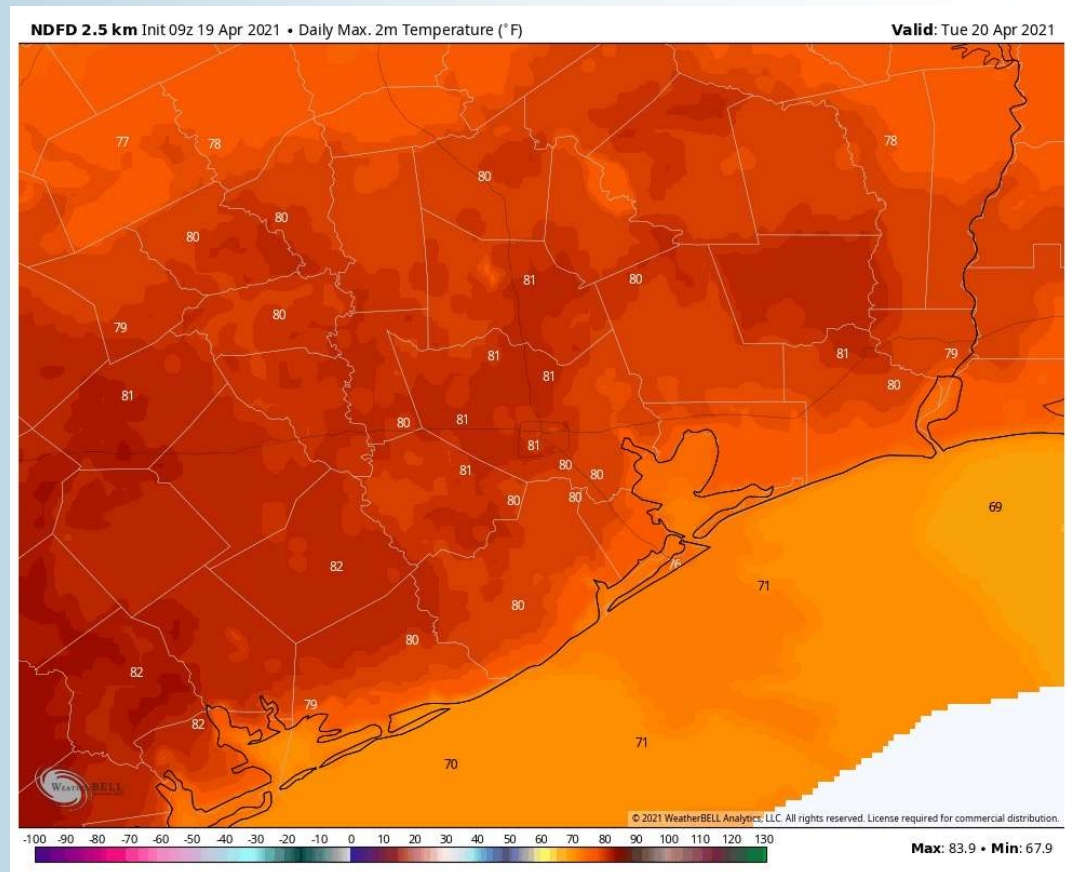 NDFD 2.5 km Init 09z 19 Apr 2021 • Daily Max. 2m Temperature (°F) Valid: Tue 20 Apr 2021
77 78 78
80
80
80
81 80
80
79
81 81 79
81 80
81
80 81
81
81 80 80
80 80
69
82 76
71
80
80
82
79
82
71
70
WEATHERBELL
© 2021 WeatherBELL Analytics, LLC. All rights reserved. License required for commercial distribution.
-100 -90 -80 -70 -60 -50 -40 -30 -20 -10 0 10 20 30 40 50 60 70 80 90 100 110 120 130
Max: 83.9 • Min: 67.9